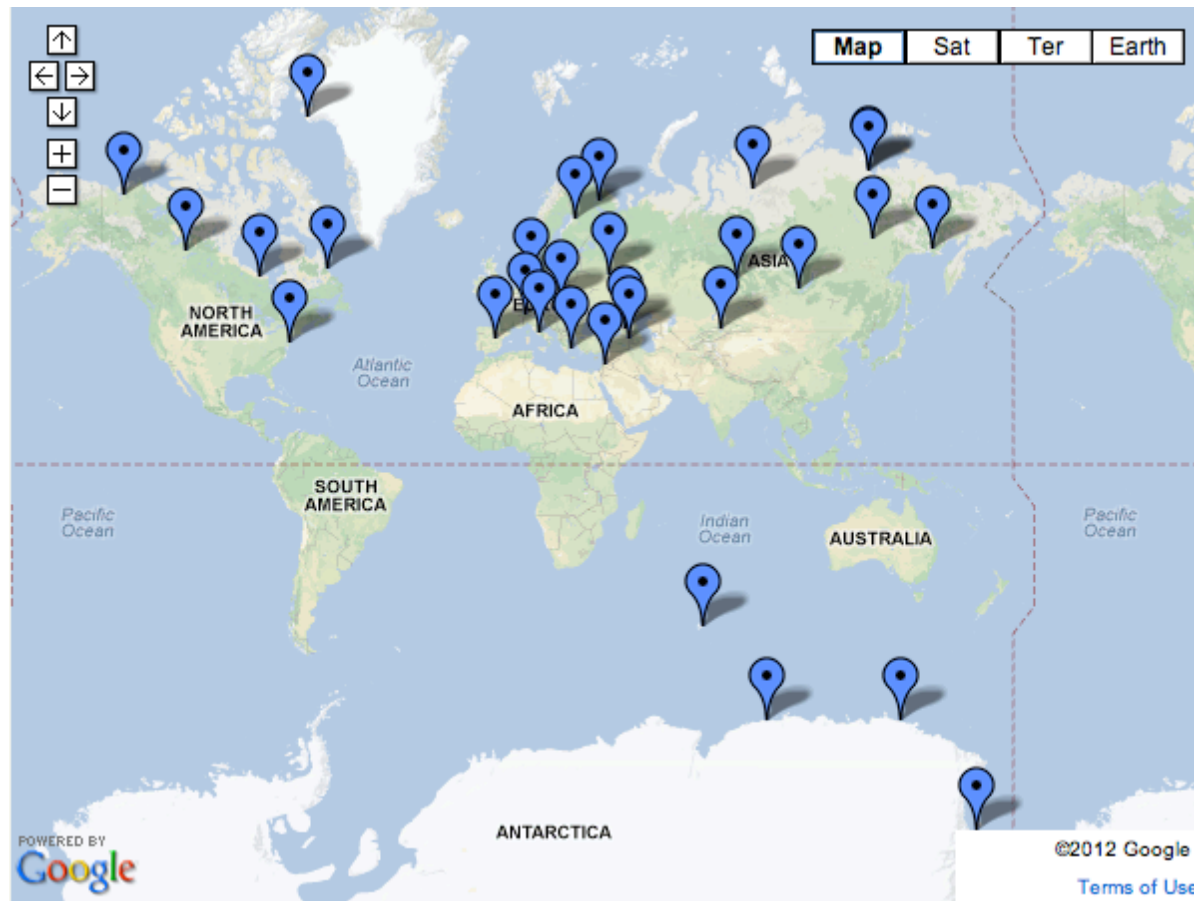 Map Sat Ter Earth
ASIA
NORTH
AMERICA
Atlantic
Ocean
AFRICA
SOUTH
AMERICA
Pacific
Ocean
Indian
Ocean
AUSTRALIA
Pacific
Ocean
ANTARCTICA
POWERED BY
Google
©2012 Google
Terms of Use